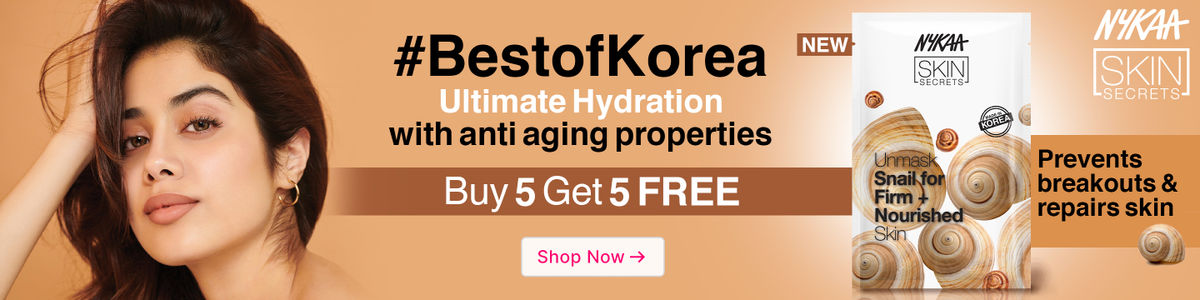 #BestofKorea
Ultimate Hydration
with anti aging properties
Buy 5 Get 5 FREE
Shop Now →
NEW
NYKAA
SKIN
SECRETS
KOREA
Unmask
Snail for
Firm +
Nourished
Skin
NYKAA
SKIN
SECRETS
Prevents
breakouts &
repairs skin